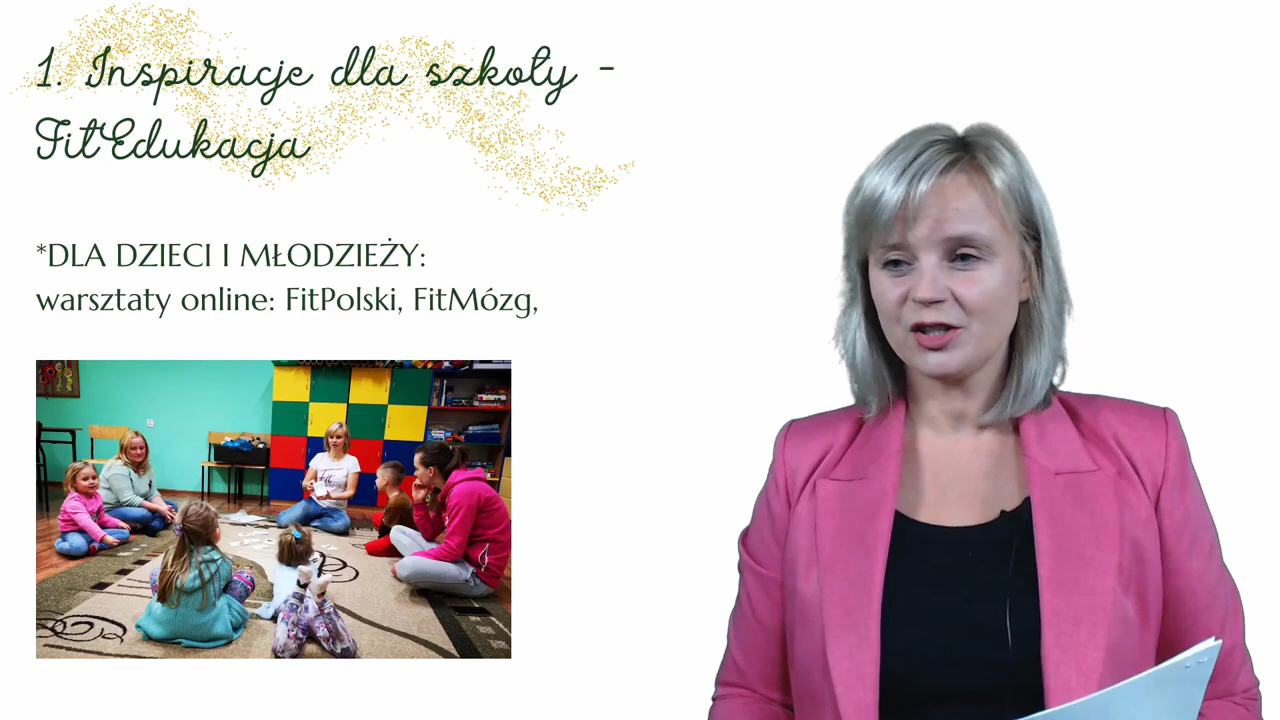 1. Inspiracje dla szkoły -
FitEdukacja
*DLA DZIECI I MŁODZIEŻY:
warsztaty online: FitPolski, FitMózg,